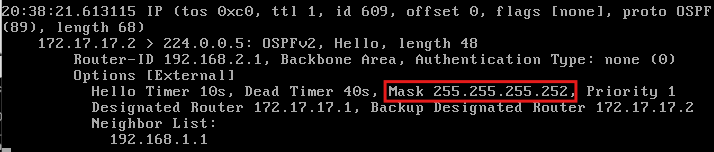 20:38:21.613115 IP (tos 0xc0, ttl 1, id 609, offset 0, flags [none], proto OSPF
(89), length 68)
172.17.17.2 > 224.0.0.5: OSPFv2, Hello, length 48
Router-ID 192.168.2.1, Backbone Area, Authentication Type: none (0)
Options [External]
Hello Timer 10s, Dead Timer 40s, Mask 255.255.255.252, Priority 1
Designated Router 172.17.17.1, Backup Designated Router 172.17.17.2
Neighbor List:
192.168.1.1